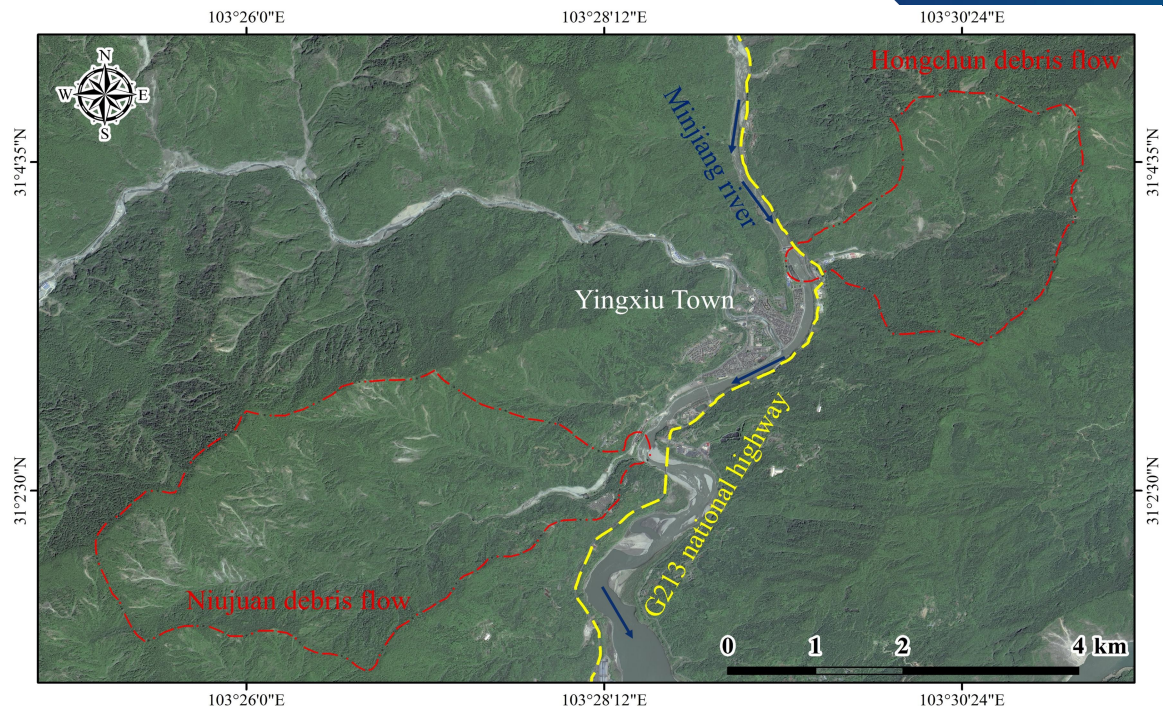 103°26'0"E
103°28'12"E
103°30'24"E
Hongchun debris flow
N
W
E
S
Minjiang river
31°4'35"N
31°4'35"N
Yingxiu Town
G213 national highway
31°2'30"N
31°2'30"N
Niujuan debris flow
0
1
2
4 km
103°26'0"E
103°28'12"E
103°30'24"E